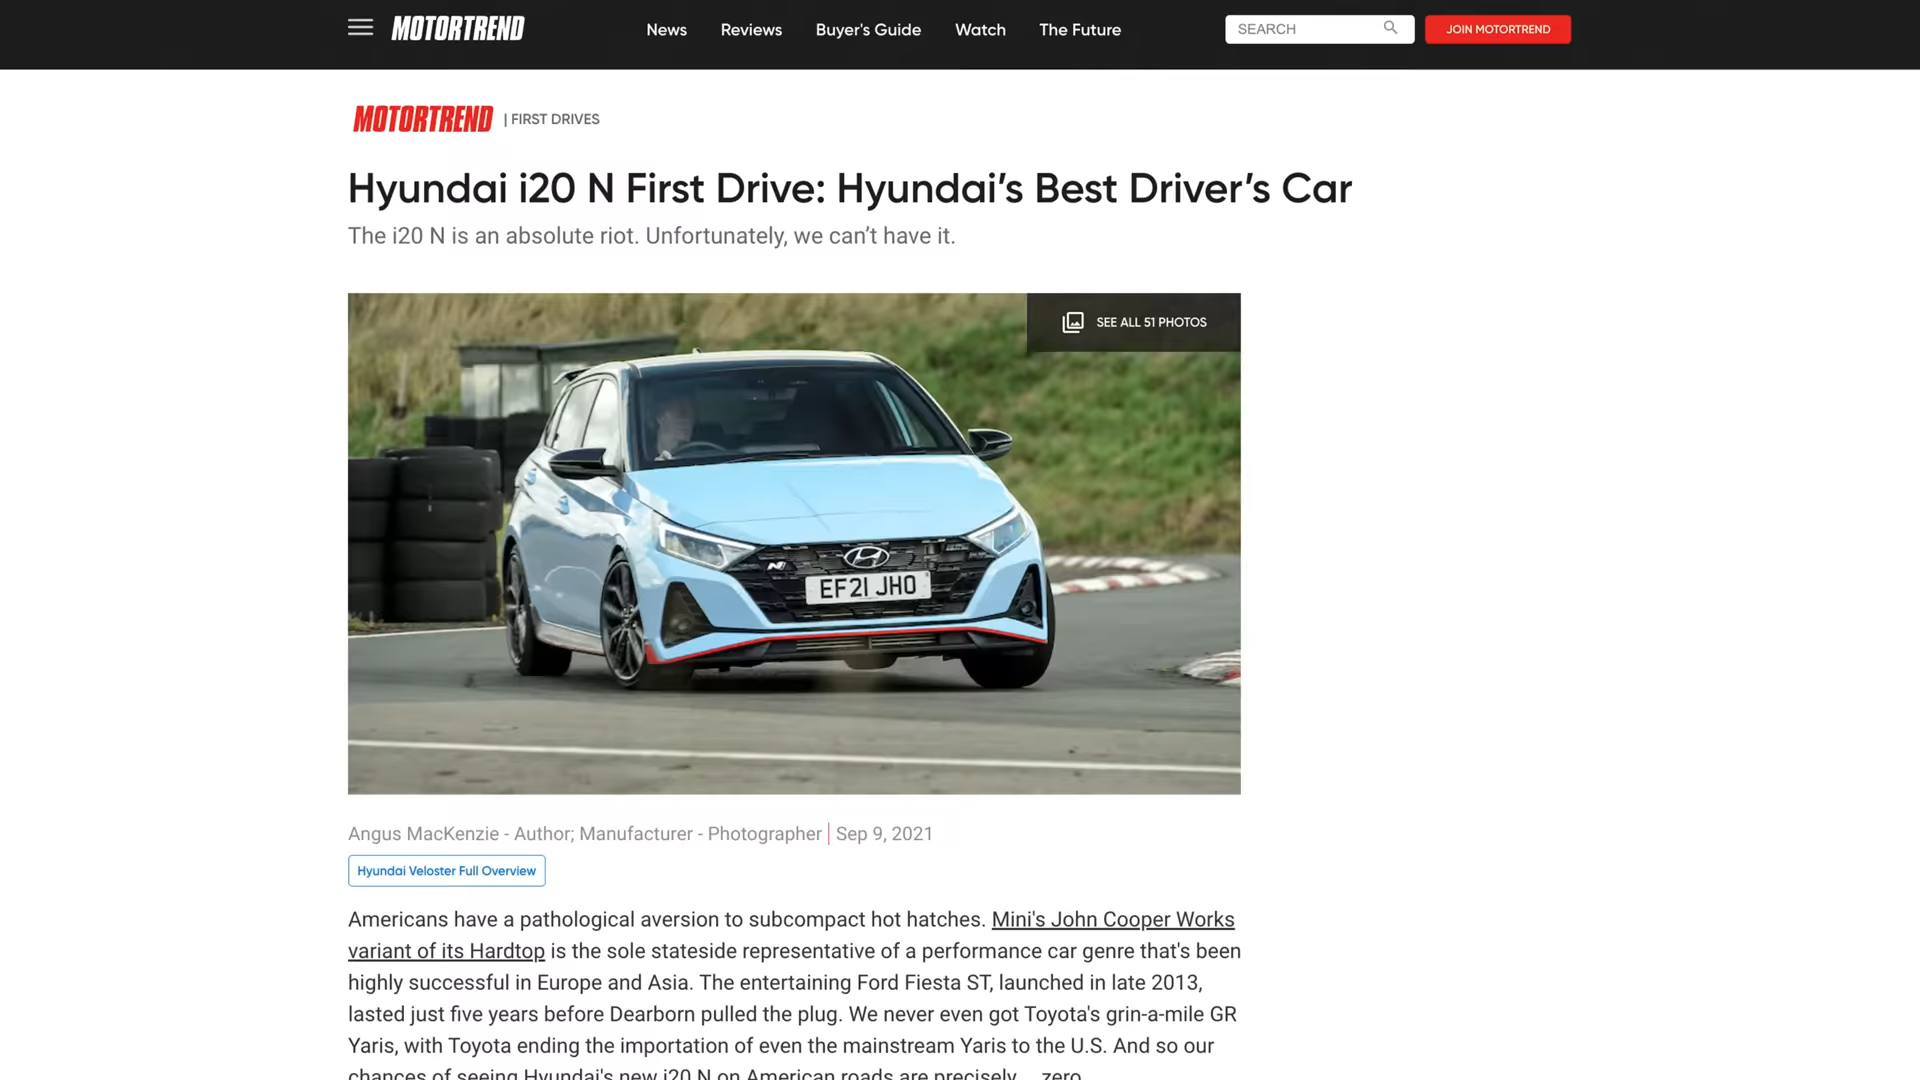 MOTORTREND
News Reviews Buyer's Guide Watch The Future
SEARCH
JOIN MOTORTREND
MOTORTREND | FIRST DRIVES
Hyundai i20 N First Drive: Hyundai’s Best Driver’s Car
The i20 N is an absolute riot. Unfortunately, we can’t have it.
SEE ALL 51 PHOTOS
N
EF21 JHO
Angus MacKenzie - Author; Manufacturer - Photographer | Sep 9, 2021
Hyundai Veloster Full Overview
Americans have a pathological aversion to subcompact hot hatches. Mini's John Cooper Works
variant of its Hardtop is the sole stateside representative of a performance car genre that's been
highly successful in Europe and Asia. The entertaining Ford Fiesta ST, launched in late 2013,
lasted just five years before Dearborn pulled the plug. We never even got Toyota's grin-a-mile GR
Yaris, with Toyota ending the importation of even the mainstream Yaris to the U.S. And so our
chances of seeing Hyundai's new i20 N on American roads are precisely... zero.